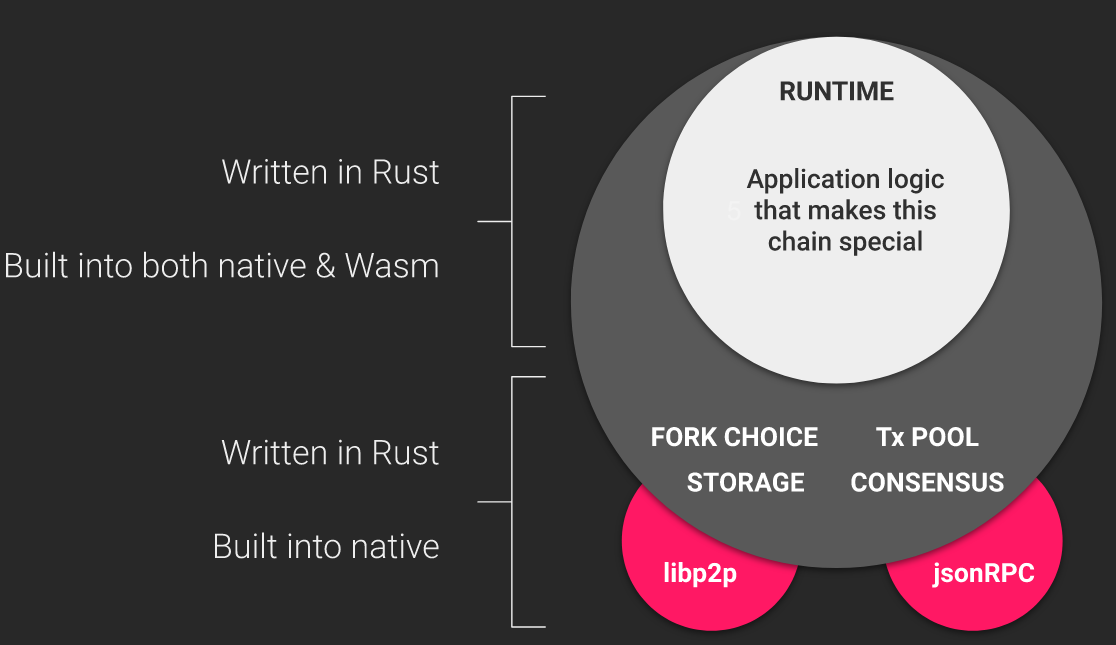 RUNTIME
Written in Rust
Application logic
5 that makes this
chain special
Built into both native & Wasm
FORK CHOICE Tx POOL
Written in Rust
STORAGE CONSENSUS
Built into native
libp2p jsonRPC